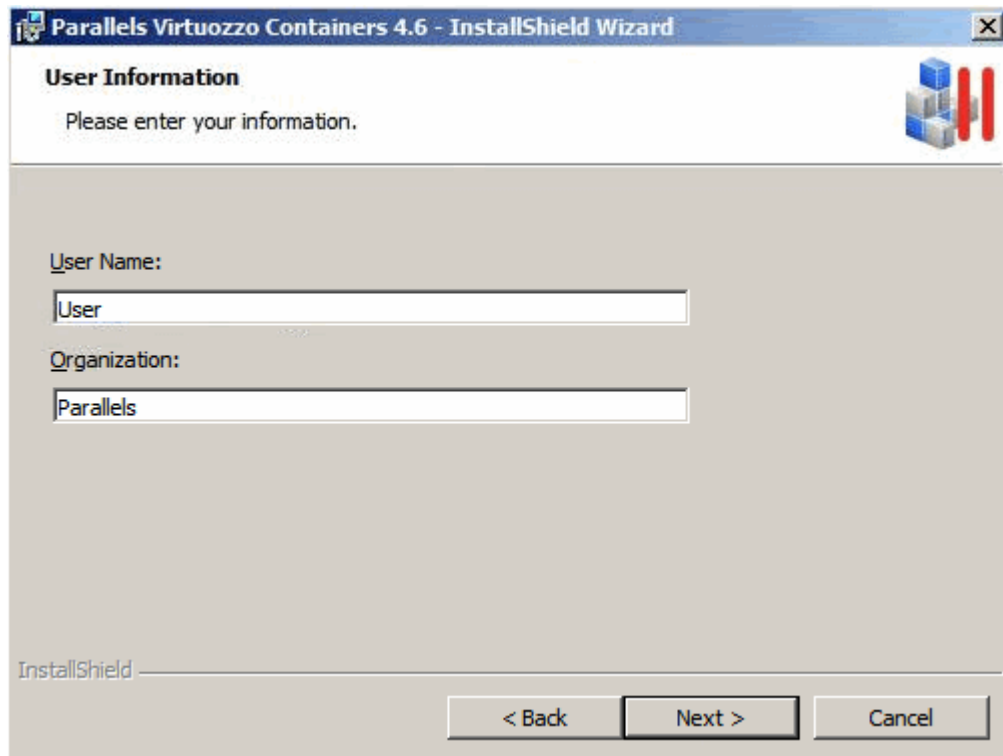 Parallels Virtuozzo Containers 4.6 - InstallShield Wizard
User Information
Please enter your information.
User Name:
User
Organization:
Parallels
InstallShield
< Back Next > Cancel